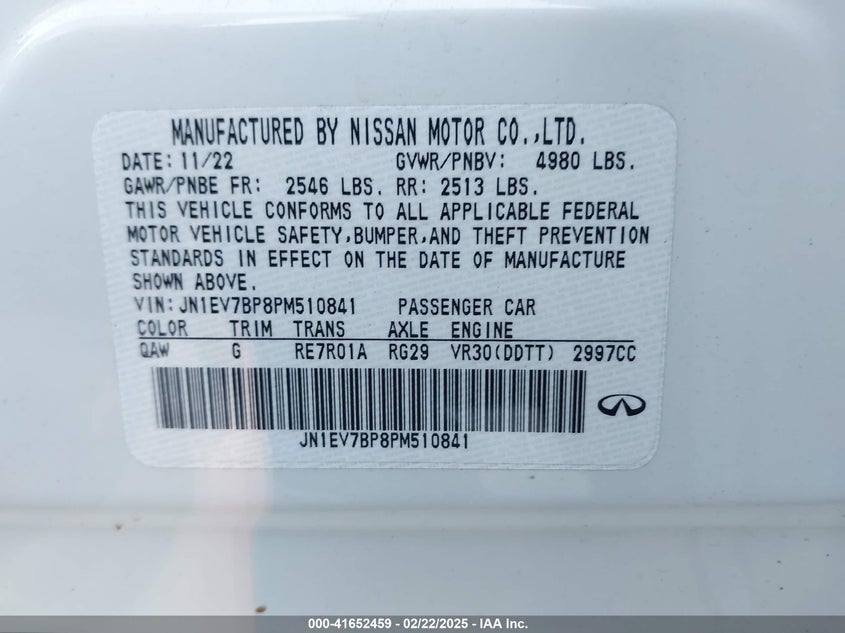 MANUFACTURED BY NISSAN MOTOR CO.,LTD.
DATE: 11/22 GVWR/PNBV: 4980 LBS.
GAWR/PNBE FR: 2546 LBS. RR: 2513 LBS.
THIS VEHICLE CONFORMS TO ALL APPLICABLE FEDERAL
MOTOR VEHICLE SAFETY,BUMPER,AND THEFT PREVENTION
STANDARDS IN EFFECT ON THE DATE OF MANUFACTURE
SHOWN ABOVE.
VIN: JN1EV7BP8PM510841 PASSENGER CAR
COLOR TRIM TRANS AXLE ENGINE
QAW G RE7R01A RG29 VR30(DDTT) 2997CC
JN1EV7BP8PM510841
000-41652459 - 02/22/2025 - IAA Inc.